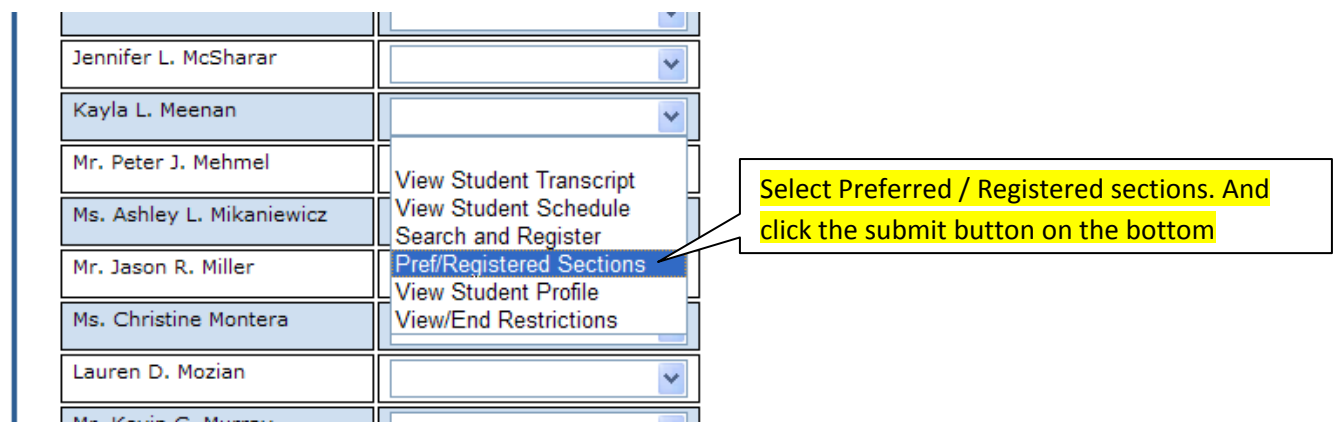 Jennifer L. McSharar
Kayla L. Meenan
Mr. Peter J. Mehmel
View Student Transcript
Ms. Ashley L. Mikaniewicz
View Student Schedule
Search and Register
Mr. Jason R. Miller
Pref/Registered Sections
View Student Profile
Ms. Christine Montera
View/End Restrictions
Lauren D. Mozian
Select Preferred / Registered sections. And
click the submit button on the bottom